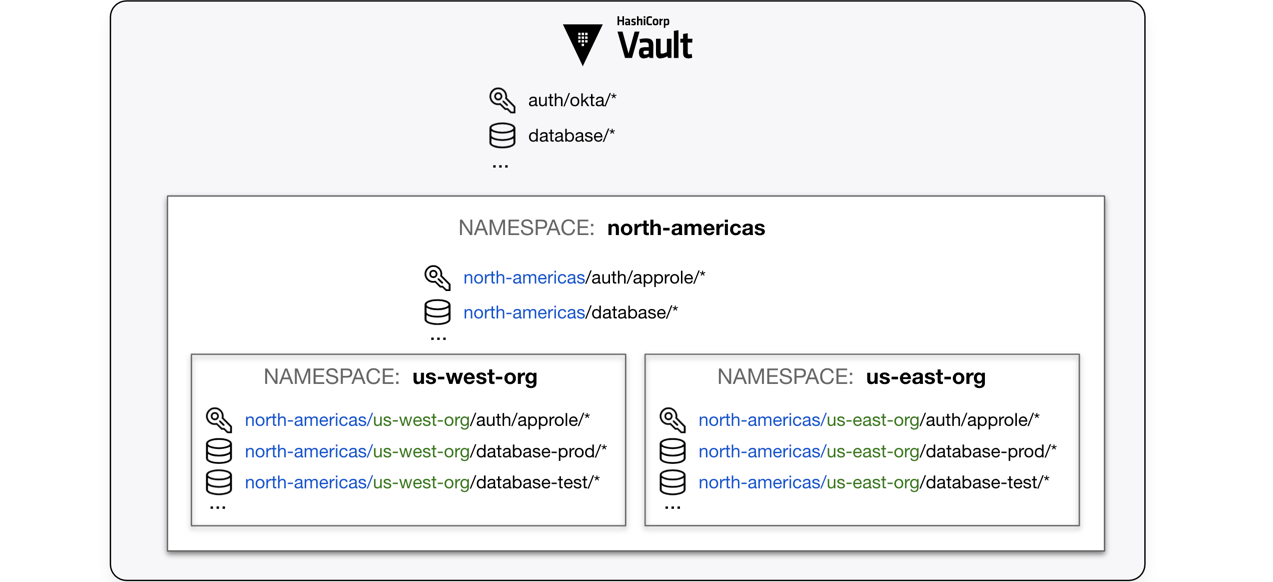 HashiCorp
Vault
auth/okta/*
database/*
...
NAMESPACE: north-americas
north-americas/auth/approle/*
north-americas/database/*
...
NAMESPACE: us-west-org
north-americas/us-west-org/auth/approle/*
north-americas/us-west-org/database-prod/*
north-americas/us-west-org/database-test/*
...
NAMESPACE: us-east-org
north-americas/us-east-org/auth/approle/*
north-americas/us-east-org/database-prod/*
north-americas/us-east-org/database-test/*
...